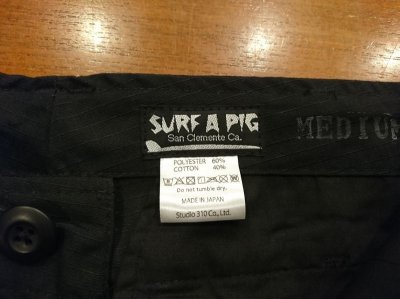 SURF A PIG
San Clemente Ca.
MEDIUM
POLYESTER 60%
COTTON 40%
Do not tumble dry.
MADE IN JAPAN
Studio 310 Co., Ltd.